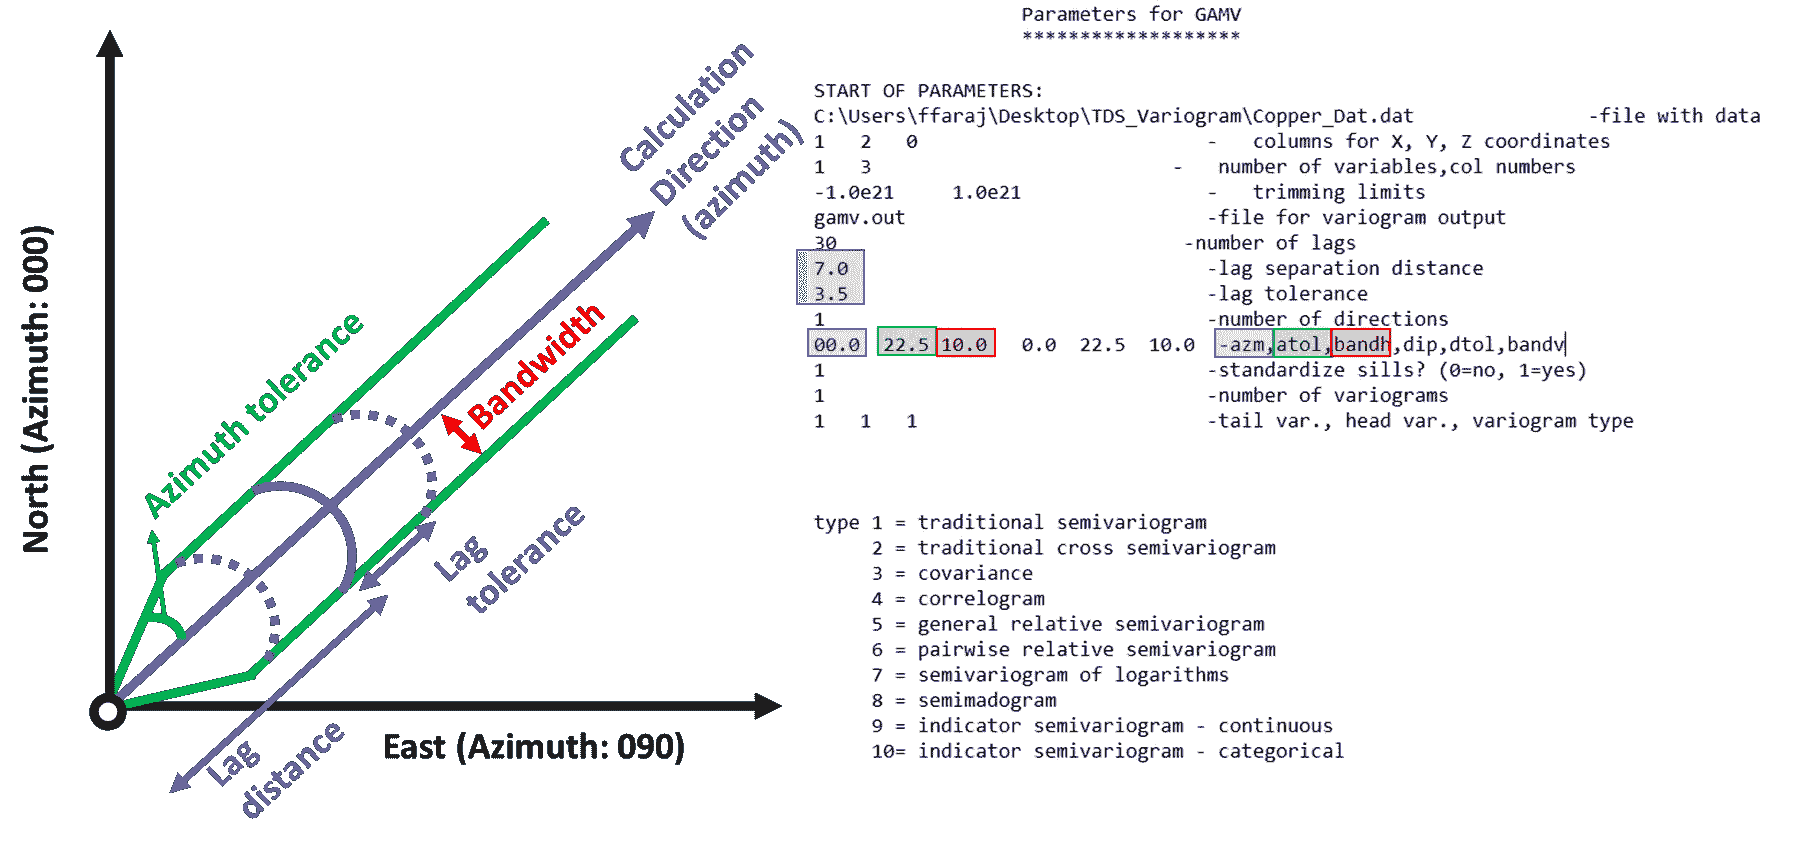 North (Azimuth: 000)
East (Azimuth: 090)
Azimuth tolerance
Calculation
Direction
(azimuth)
Bandwidth
Lag
tolerance
Lag
distance
Parameters for GAMV
*******************
START OF PARAMETERS:
C:\Users\ffaraj\Desktop\TDS_Variogram\Copper_Dat.dat -file with data
1 2 0 - columns for X, Y, Z coordinates
1 3 - number of variables,col numbers
-1.0e21 1.0e21 - trimming limits
gamv.out -file for variogram output
30 -number of lags
7.0 -lag separation distance
3.5 -lag tolerance
1 -number of directions
00.0 22.5 10.0 0.0 22.5 10.0 -azm,atol,bandh,dip,dtol,bandv
1 -standardize sills? (0=no, 1=yes)
1 -number of variograms
1 1 1 -tail var., head var., variogram type
type 1 = traditional semivariogram
2 = traditional cross semivariogram
3 = covariance
4 = correlogram
5 = general relative semivariogram
6 = pairwise relative semivariogram
7 = semivariogram of logarithms
8 = semimadogram
9 = indicator semivariogram - continuous
10= indicator semivariogram - categorical